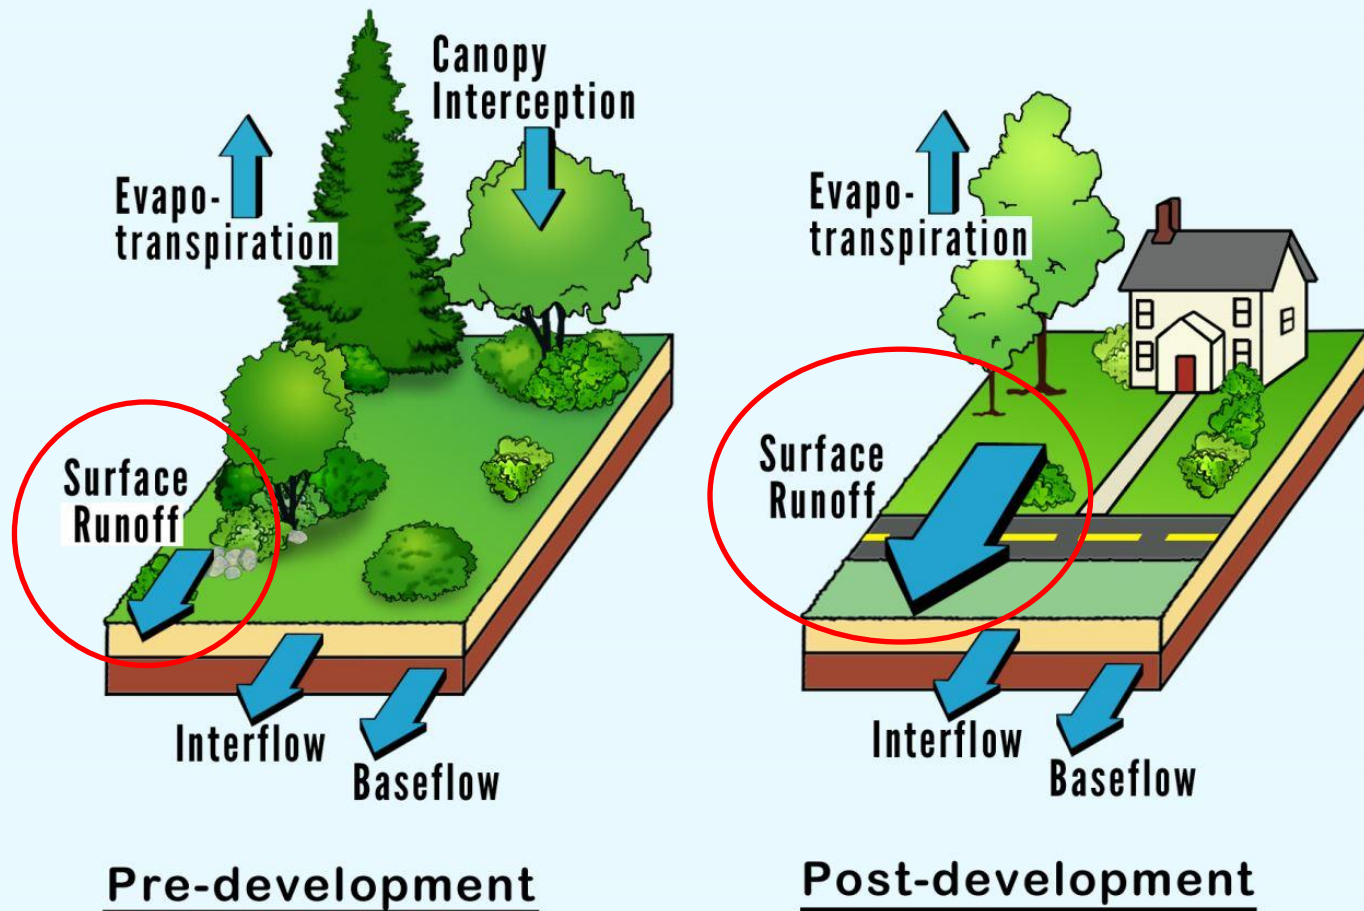 Canopy
Interception
Evapo-
transpiration
Surface
Runoff
Interflow
Baseflow
Pre-development
Evapo-
transpiration
Surface
Runoff
Interflow
Baseflow
Post-development